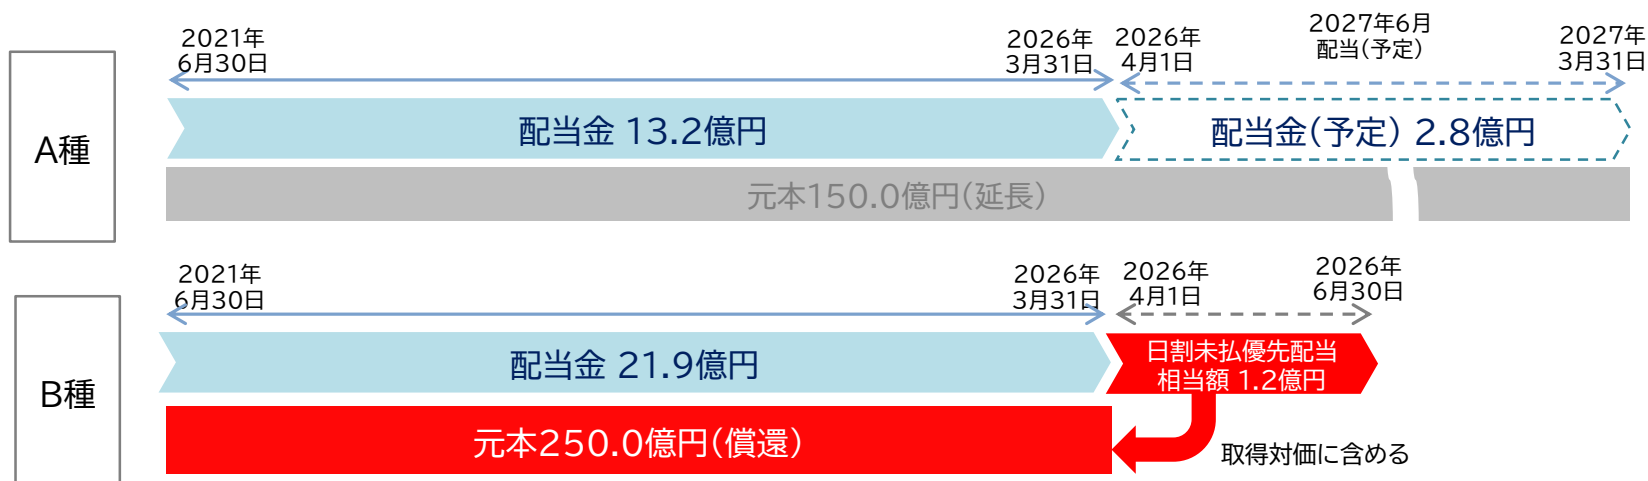 A種
2021年
6月30日
2026年
3月31日
2026年
4月1日
2027年6月
配当(予定)
2027年
3月31日
配当金 13.2億円
配当金(予定) 2.8億円
元本150.0億円(延長)
B種
2021年
6月30日
2026年
3月31日
2026年
4月1日
2026年
6月30日
配当金 21.9億円
日割未払優先配当
相当額 1.2億円
元本250.0億円(償還)
取得対価に含める